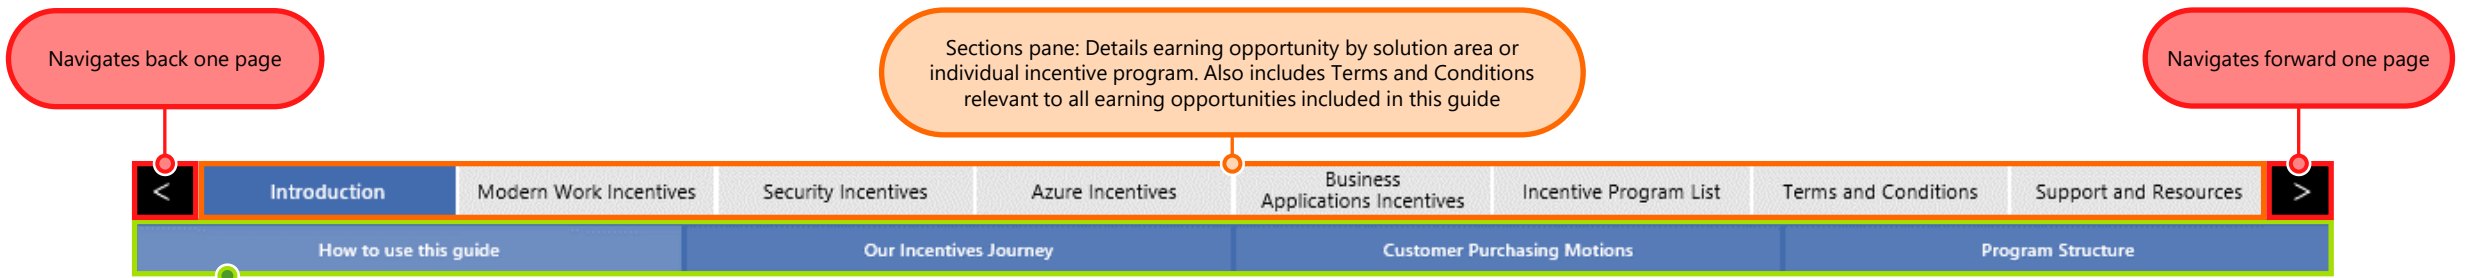 Navigates back one page
Sections pane: Details earning opportunity by solution area or
individual incentive program. Also includes Terms and Conditions
relevant to all earning opportunities included in this guide
Navigates forward one page
<
Introduction
Modern Work Incentives
Security Incentives
Azure Incentives
Business
Applications Incentives
Incentive Program List
Terms and Conditions
Support and Resources
>
How to use this guide
Our Incentives Journey
Customer Purchasing Motions
Program Structure